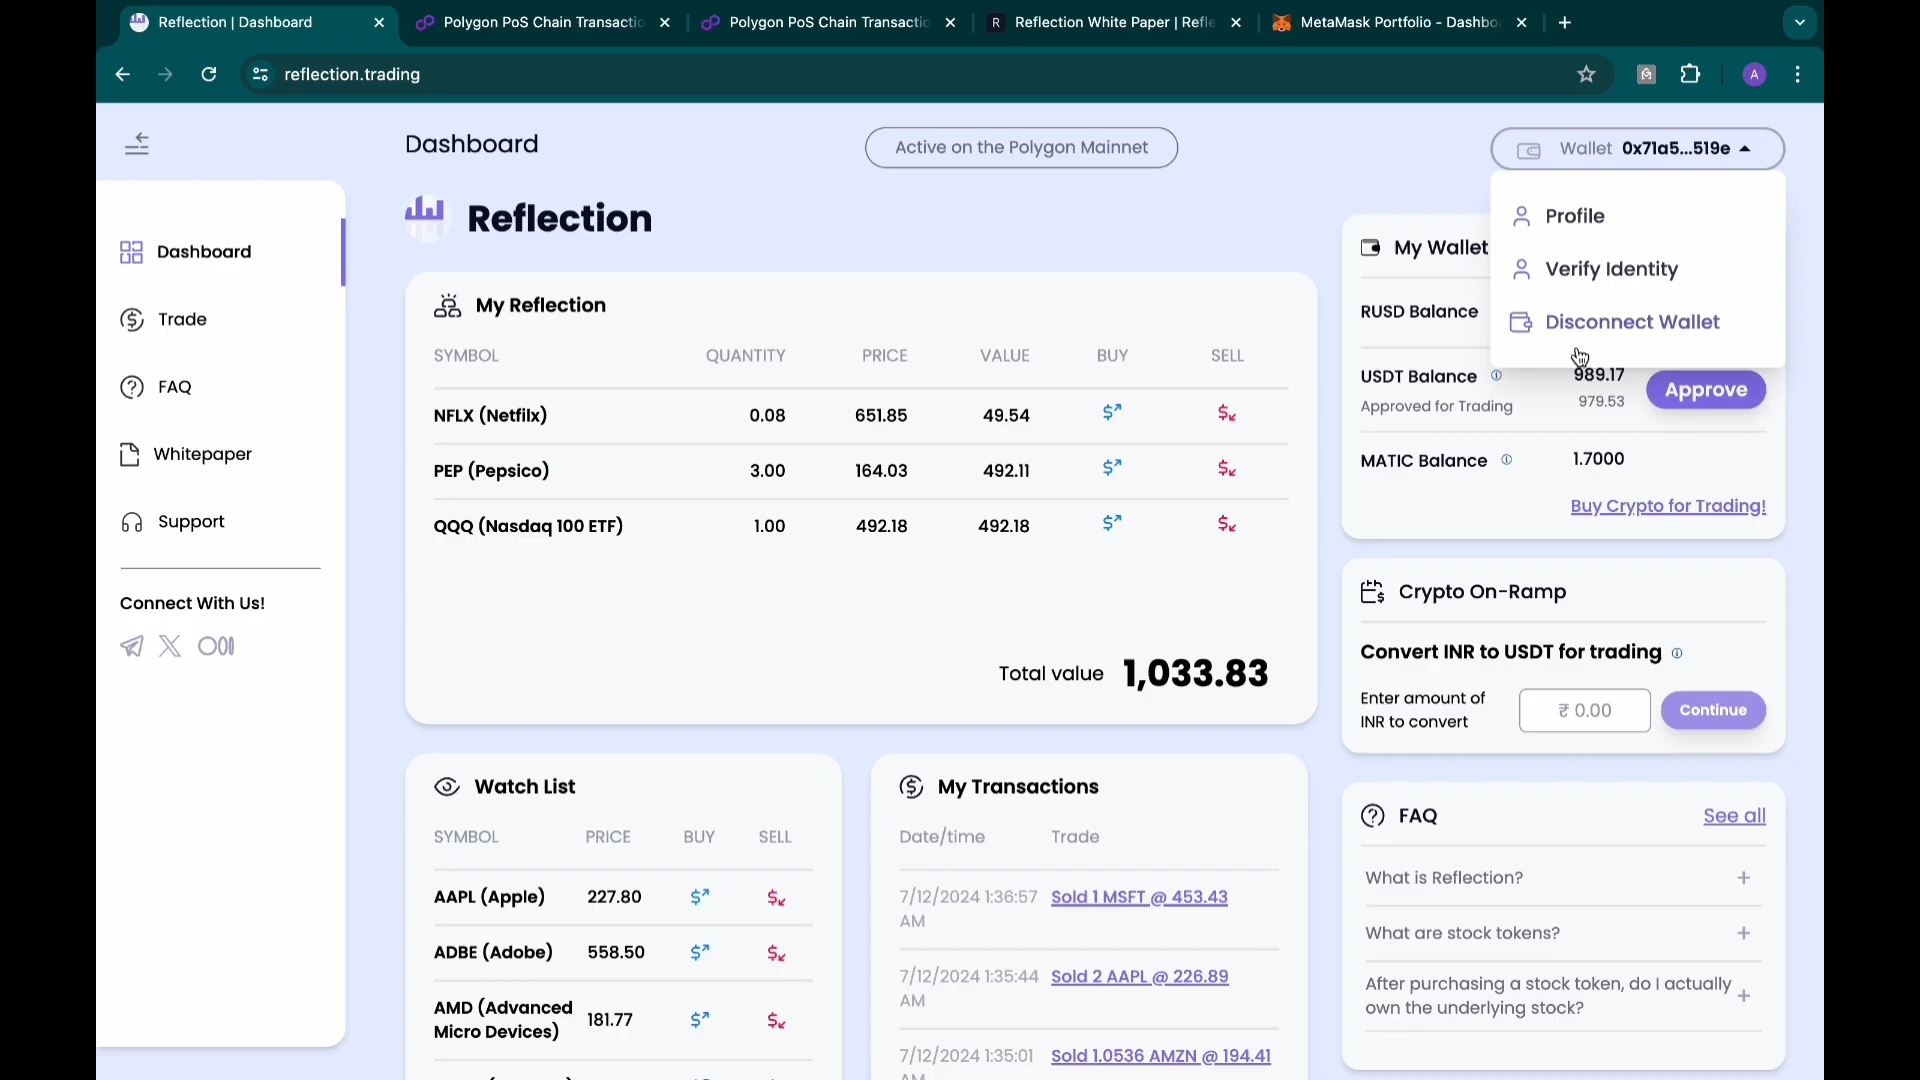 Reflection | Dashboard
Polygon PoS Chain Transactio
Polygon PoS Chain Transactio
R
Reflection White Paper | Refle
MetaMask Portfolio - Dashbo
reflection.trading
A
Dashboard
Active on the Polygon Mainnet
Wallet 0x71a5...519e
Profile
Verify Identity
Disconnect Wallet
Dashboard
Trade
FAQ
Whitepaper
Support
Connect With Us!
Reflection
My Reflection
SYMBOL QUANTITY PRICE VALUE BUY SELL
NFLX (Netfilx) 0.08 651.85 49.54
PEP (Pepsico) 3.00 164.03 492.11
QQQ (Nasdaq 100 ETF) 1.00 492.18 492.18
Total value 1,033.83
Watch List
SYMBOL PRICE BUY SELL
AAPL (Apple) 227.80
ADBE (Adobe) 558.50
AMD (Advanced
Micro Devices) 181.77
My Transactions
Date/time Trade
7/12/2024 1:36:57 Sold 1 MSFT @ 453.43
AM
7/12/2024 1:35:44 Sold 2 AAPL @ 226.89
AM
7/12/2024 1:35:01 Sold 1.0536 AMZN @ 194.41
AM
My Wallet
RUSD Balance
USDT Balance 989.17
Approved for Trading 979.53
Approve
MATIC Balance 1.7000
Buy Crypto for Trading!
Crypto On-Ramp
Convert INR to USDT for trading
Enter amount of
INR to convert
₹ 0.00
Continue
FAQ See all
What is Reflection? +
What are stock tokens? +
After purchasing a stock token, do I actually
own the underlying stock? +